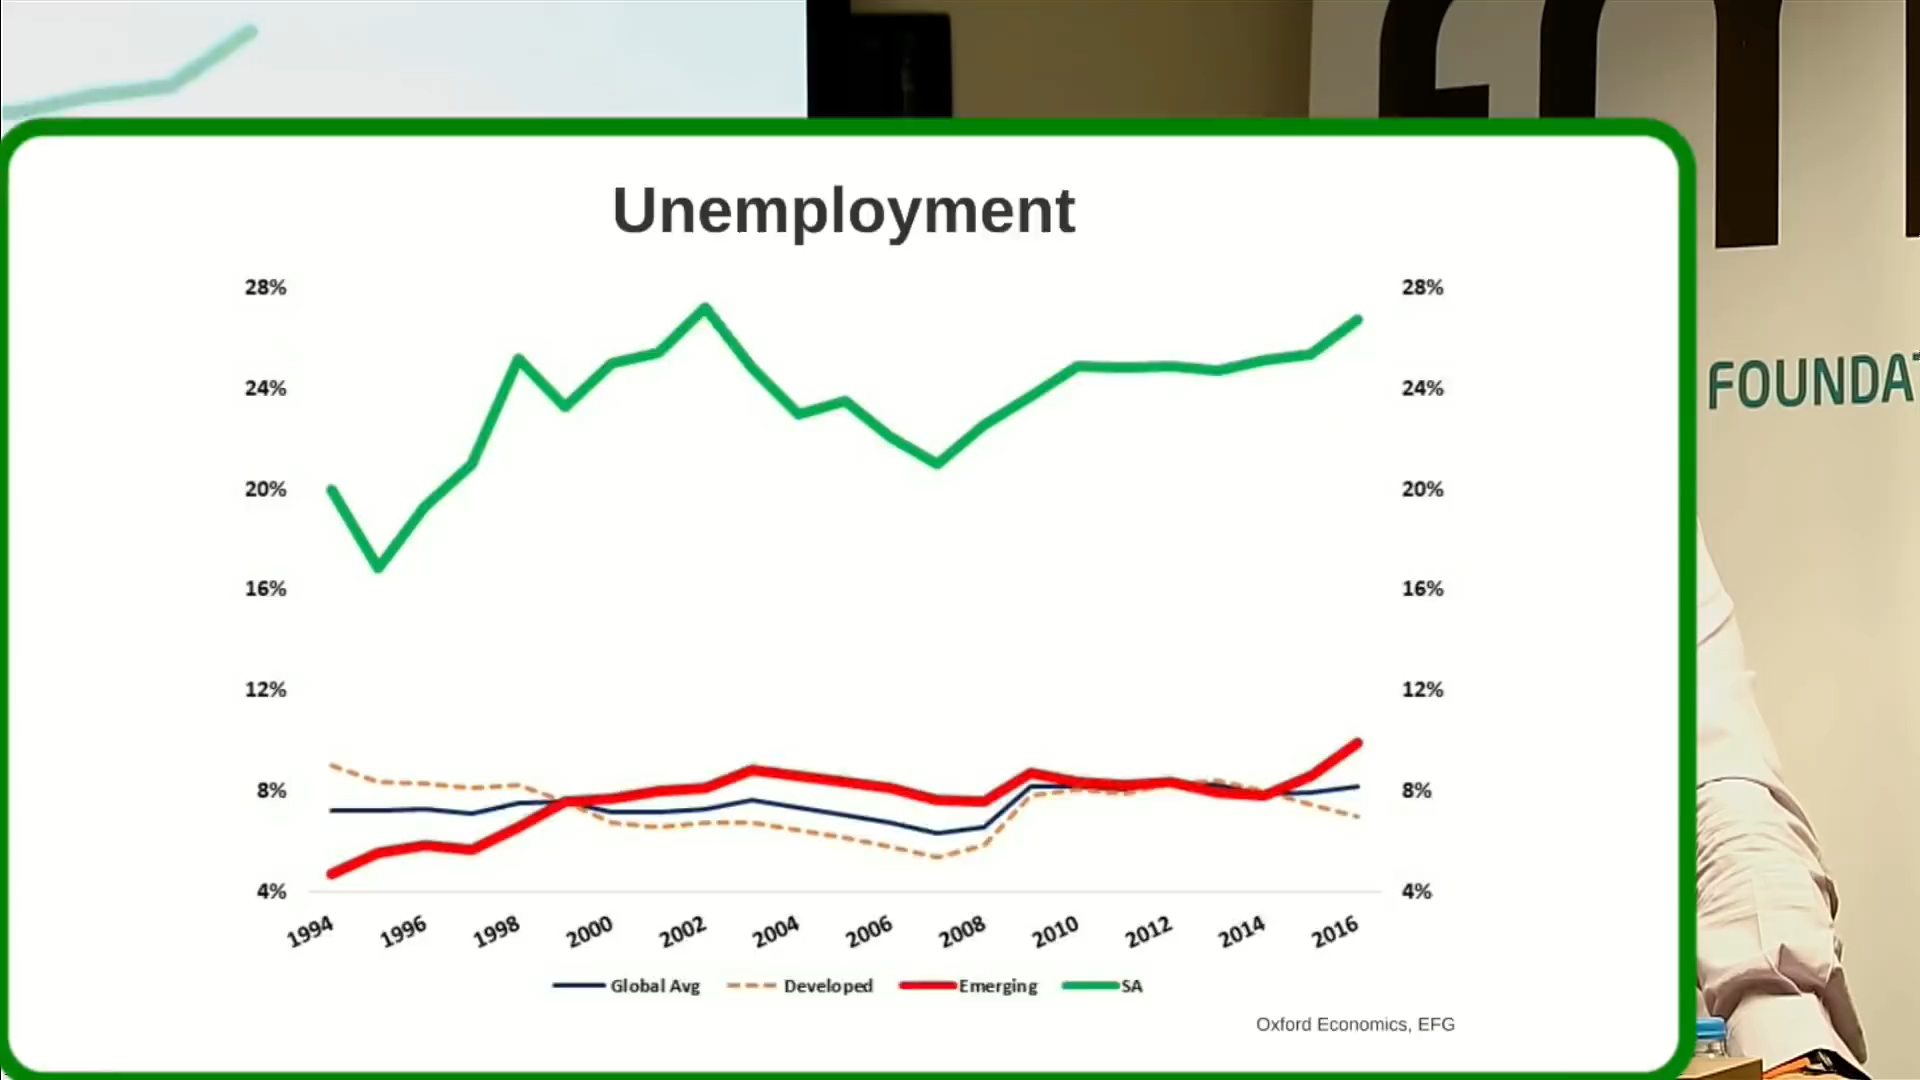 Unemployment
28% 28%
24% 24%
20% 20%
16% 16%
12% 12%
8% 8%
4% 4%
1994 1996 1998 2000 2002 2004 2006 2008 2010 2012 2014 2016
Global Avg Developed Emerging SA
Oxford Economics, EFG
FOUNDAT